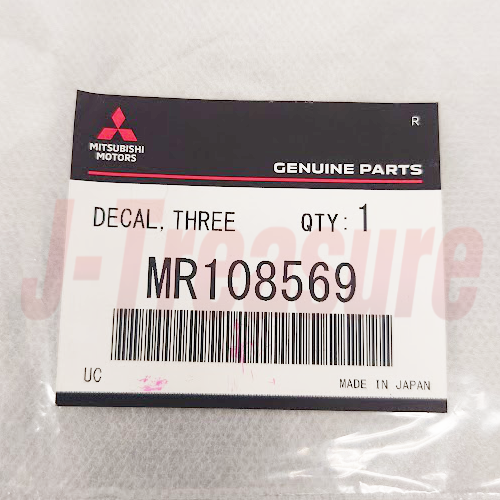 R
MITSUBISHI
MOTORS
GENUINE PARTS
DECAL, THREE QTY: 1
MR108569
UC
MADE IN JAPAN
J-Treasure